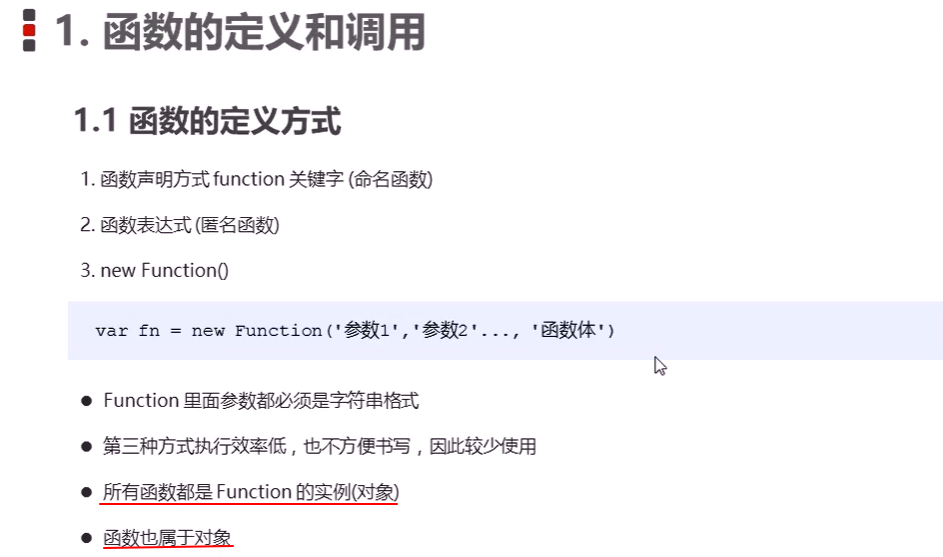 1. 函数的定义和调用
1.1 函数的定义方式
1. 函数声明方式 function 关键字 (命名函数)
2. 函数表达式 (匿名函数)
3. new Function()
var fn = new Function('参数1','参数2'..., '函数体')
● Function 里面参数都必须是字符串格式
● 第三种方式执行效率低，也不方便书写，因此较少使用
● 所有函数都是 Function 的实例(对象)
● 函数也属于对象